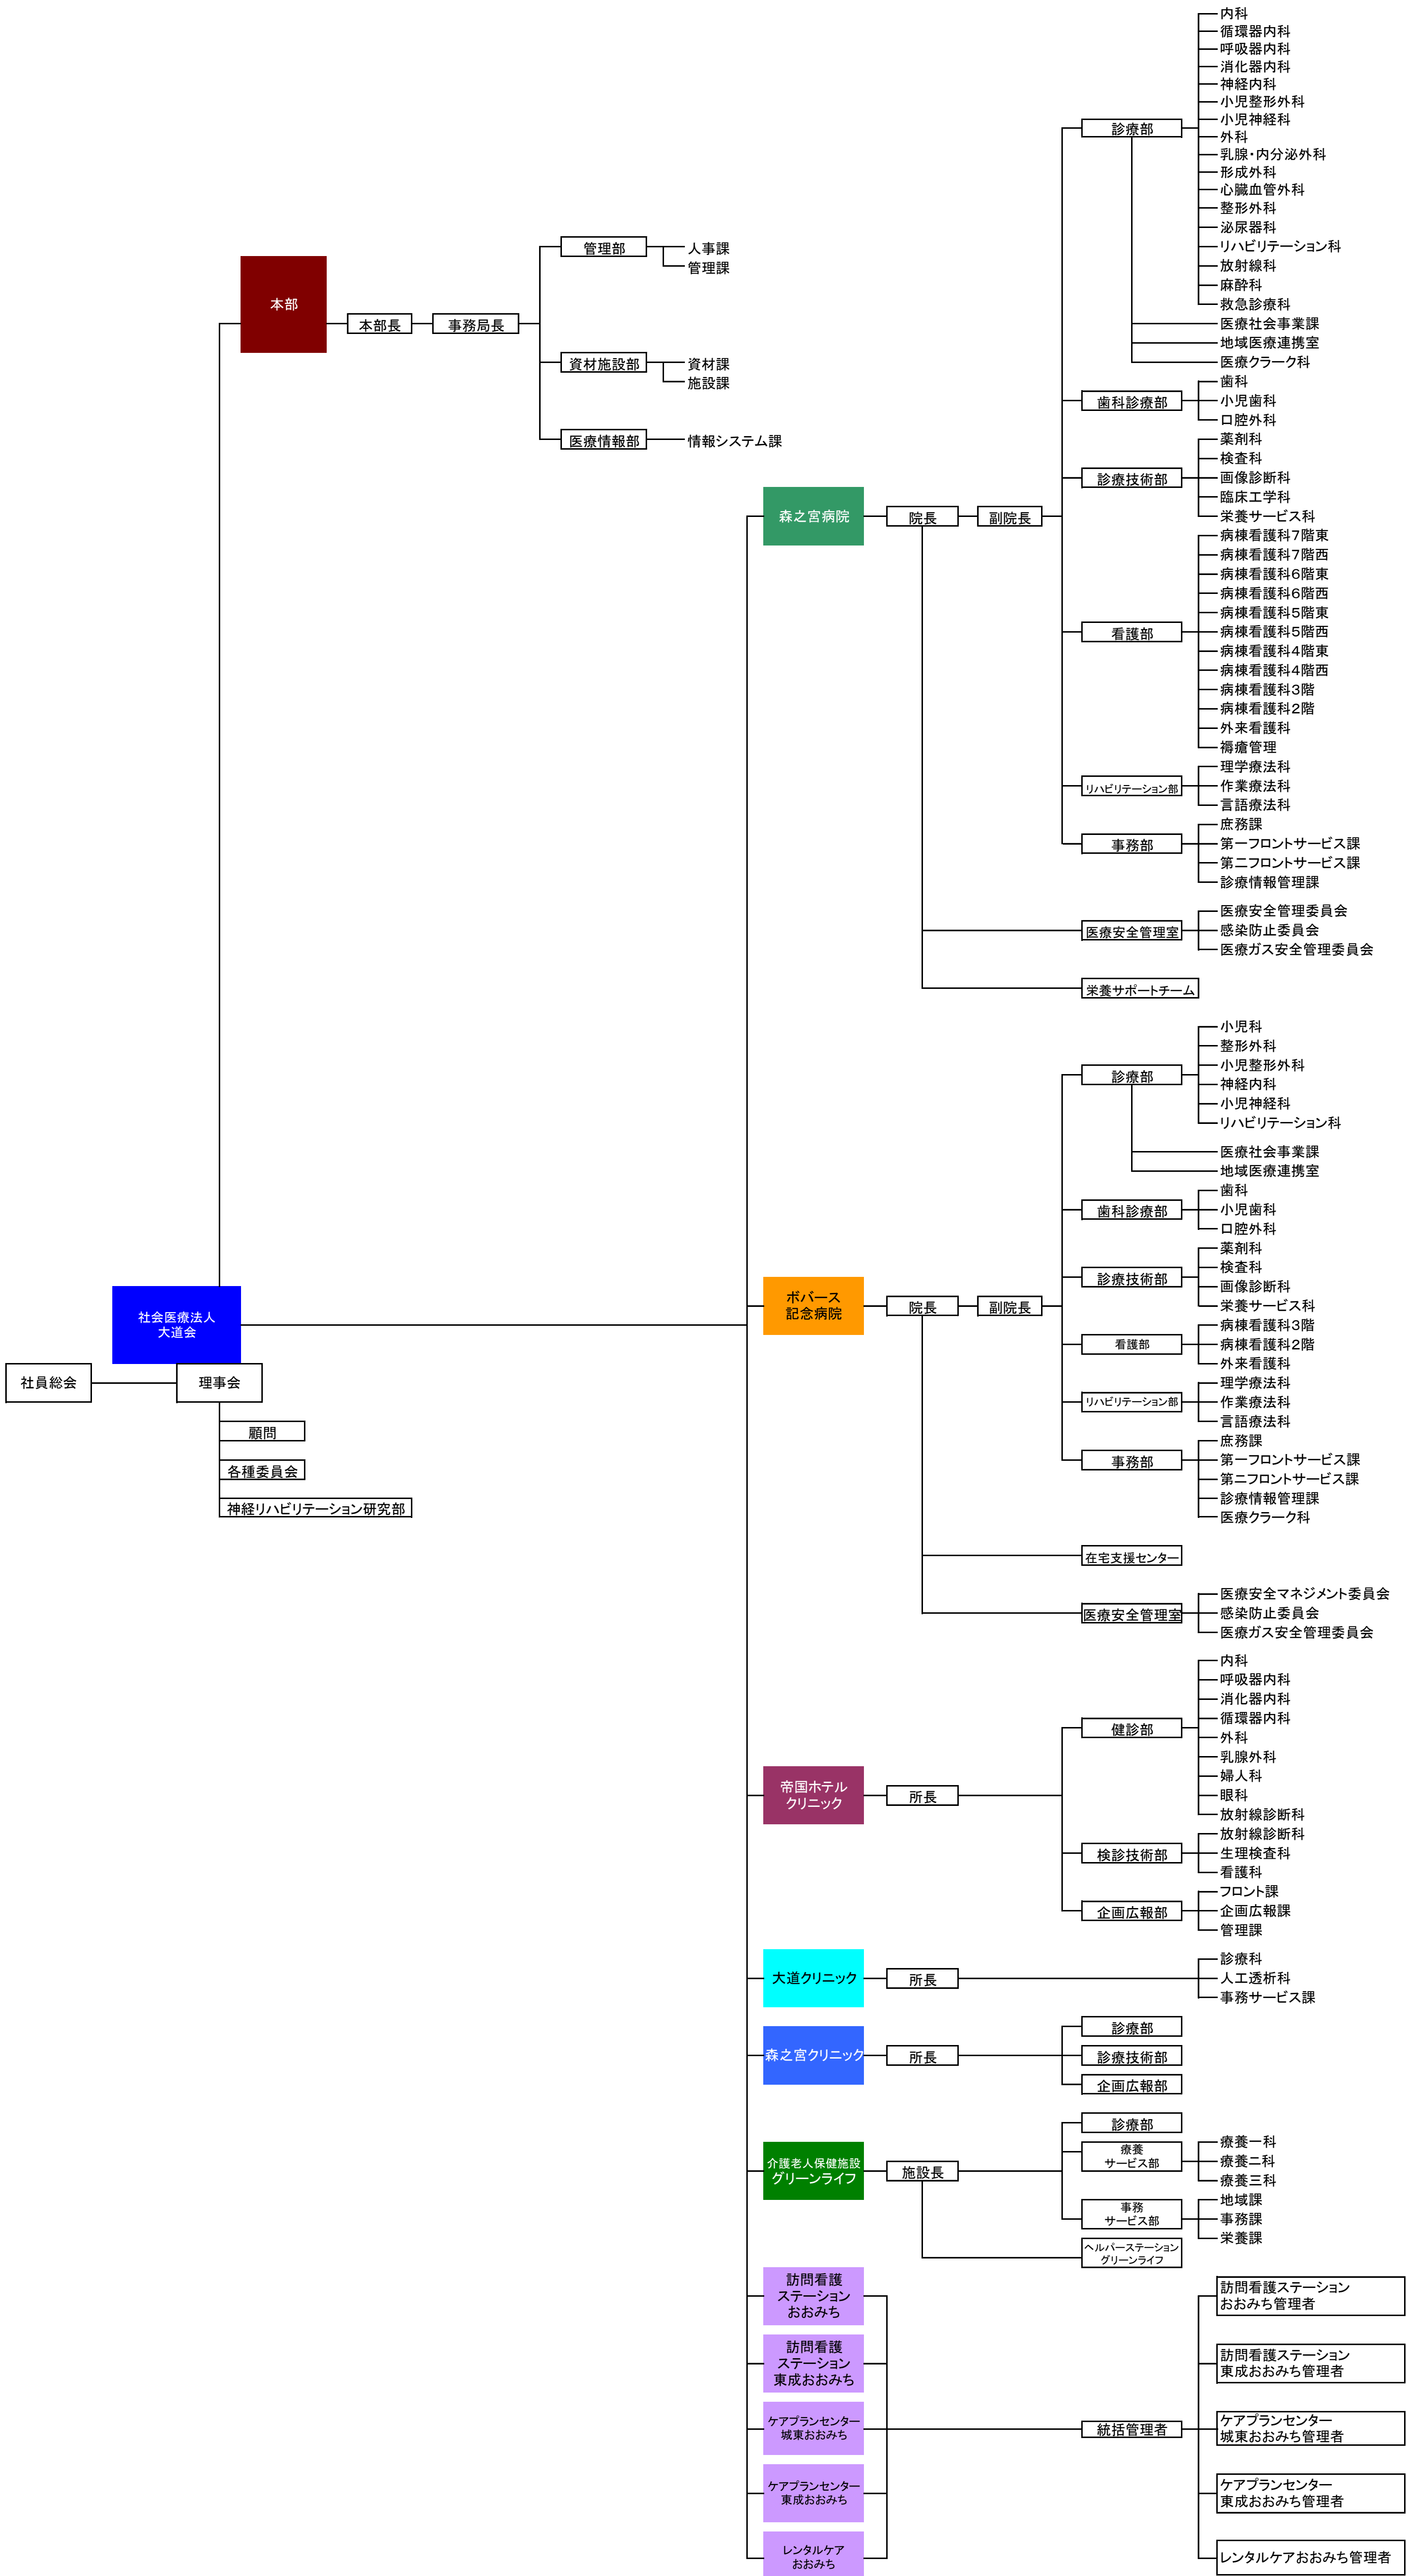 内科
循環器内科
呼吸器内科
消化器内科
神経内科
小児整形外科
小児神経科
診療部
外科
乳腺・内分泌外科
形成外科
心臓血管外科
整形外科
泌尿器科
リハビリテーション科
放射線科
麻酔科
救急診療科
医療社会事業課
地域医療連携室
医療クラーク科
管理部
人事課
管理課
本部
本部長
事務局長
資材施設部
資材課
施設課
医療情報部
情報システム課
歯科診療部
歯科
小児歯科
口腔外科
診療技術部
薬剤科
検査科
画像診断科
臨床工学科
栄養サービス科
森之宮病院
院長
副院長
看護部
病棟看護科7階東
病棟看護科7階西
病棟看護科6階東
病棟看護科6階西
病棟看護科5階東
病棟看護科5階西
病棟看護科4階東
病棟看護科4階西
病棟看護科3階
病棟看護科2階
外来看護科
褥瘡管理
リハビリテーション部
理学療法科
作業療法科
言語療法科
事務部
庶務課
第一フロントサービス課
第二フロントサービス課
診療情報管理課
医療安全管理室
医療安全管理委員会
感染防止委員会
医療ガス安全管理委員会
栄養サポートチーム
診療部
小児科
整形外科
小児整形外科
神経内科
小児神経科
リハビリテーション科
医療社会事業課
地域医療連携室
歯科診療部
歯科
小児歯科
口腔外科
診療技術部
薬剤科
検査科
画像診断科
栄養サービス科
社会医療法人
大道会
ボバース
記念病院
院長
副院長
看護部
病棟看護科3階
病棟看護科2階
外来看護科
社員総会
理事会
顧問
各種委員会
神経リハビリテーション研究部
リハビリテーション部
理学療法科
作業療法科
言語療法科
事務部
庶務課
第一フロントサービス課
第二フロントサービス課
診療情報管理課
医療クラーク科
在宅支援センター
医療安全管理室
医療安全マネジメント委員会
感染防止委員会
医療ガス安全管理委員会
帝国ホテル
クリニック
所長
健診部
内科
呼吸器内科
消化器内科
循環器内科
外科
乳腺外科
婦人科
眼科
放射線診断科
検診技術部
放射線診断科
生理検査科
看護科
企画広報部
フロント課
企画広報課
管理課
大道クリニック
所長
診療科
人工透析科
事務サービス課
森之宮クリニック
所長
診療部
診療技術部
企画広報部
介護老人保健施設
グリーンライフ
施設長
診療部
療養
サービス部
療養一科
療養二科
療養三科
事務
サービス部
地域課
事務課
栄養課
ヘルパーステーション
グリーンライフ
訪問看護
ステーション
おおみち
訪問看護
ステーション
東成おおみち
ケアプランセンター
城東おおみち
ケアプランセンター
東成おおみち
レンタルケア
おおみち
統括管理者
訪問看護ステーション
おおみち管理者
訪問看護ステーション
東成おおみち管理者
ケアプランセンター
城東おおみち管理者
ケアプランセンター
東成おおみち管理者
レンタルケアおおみち管理者